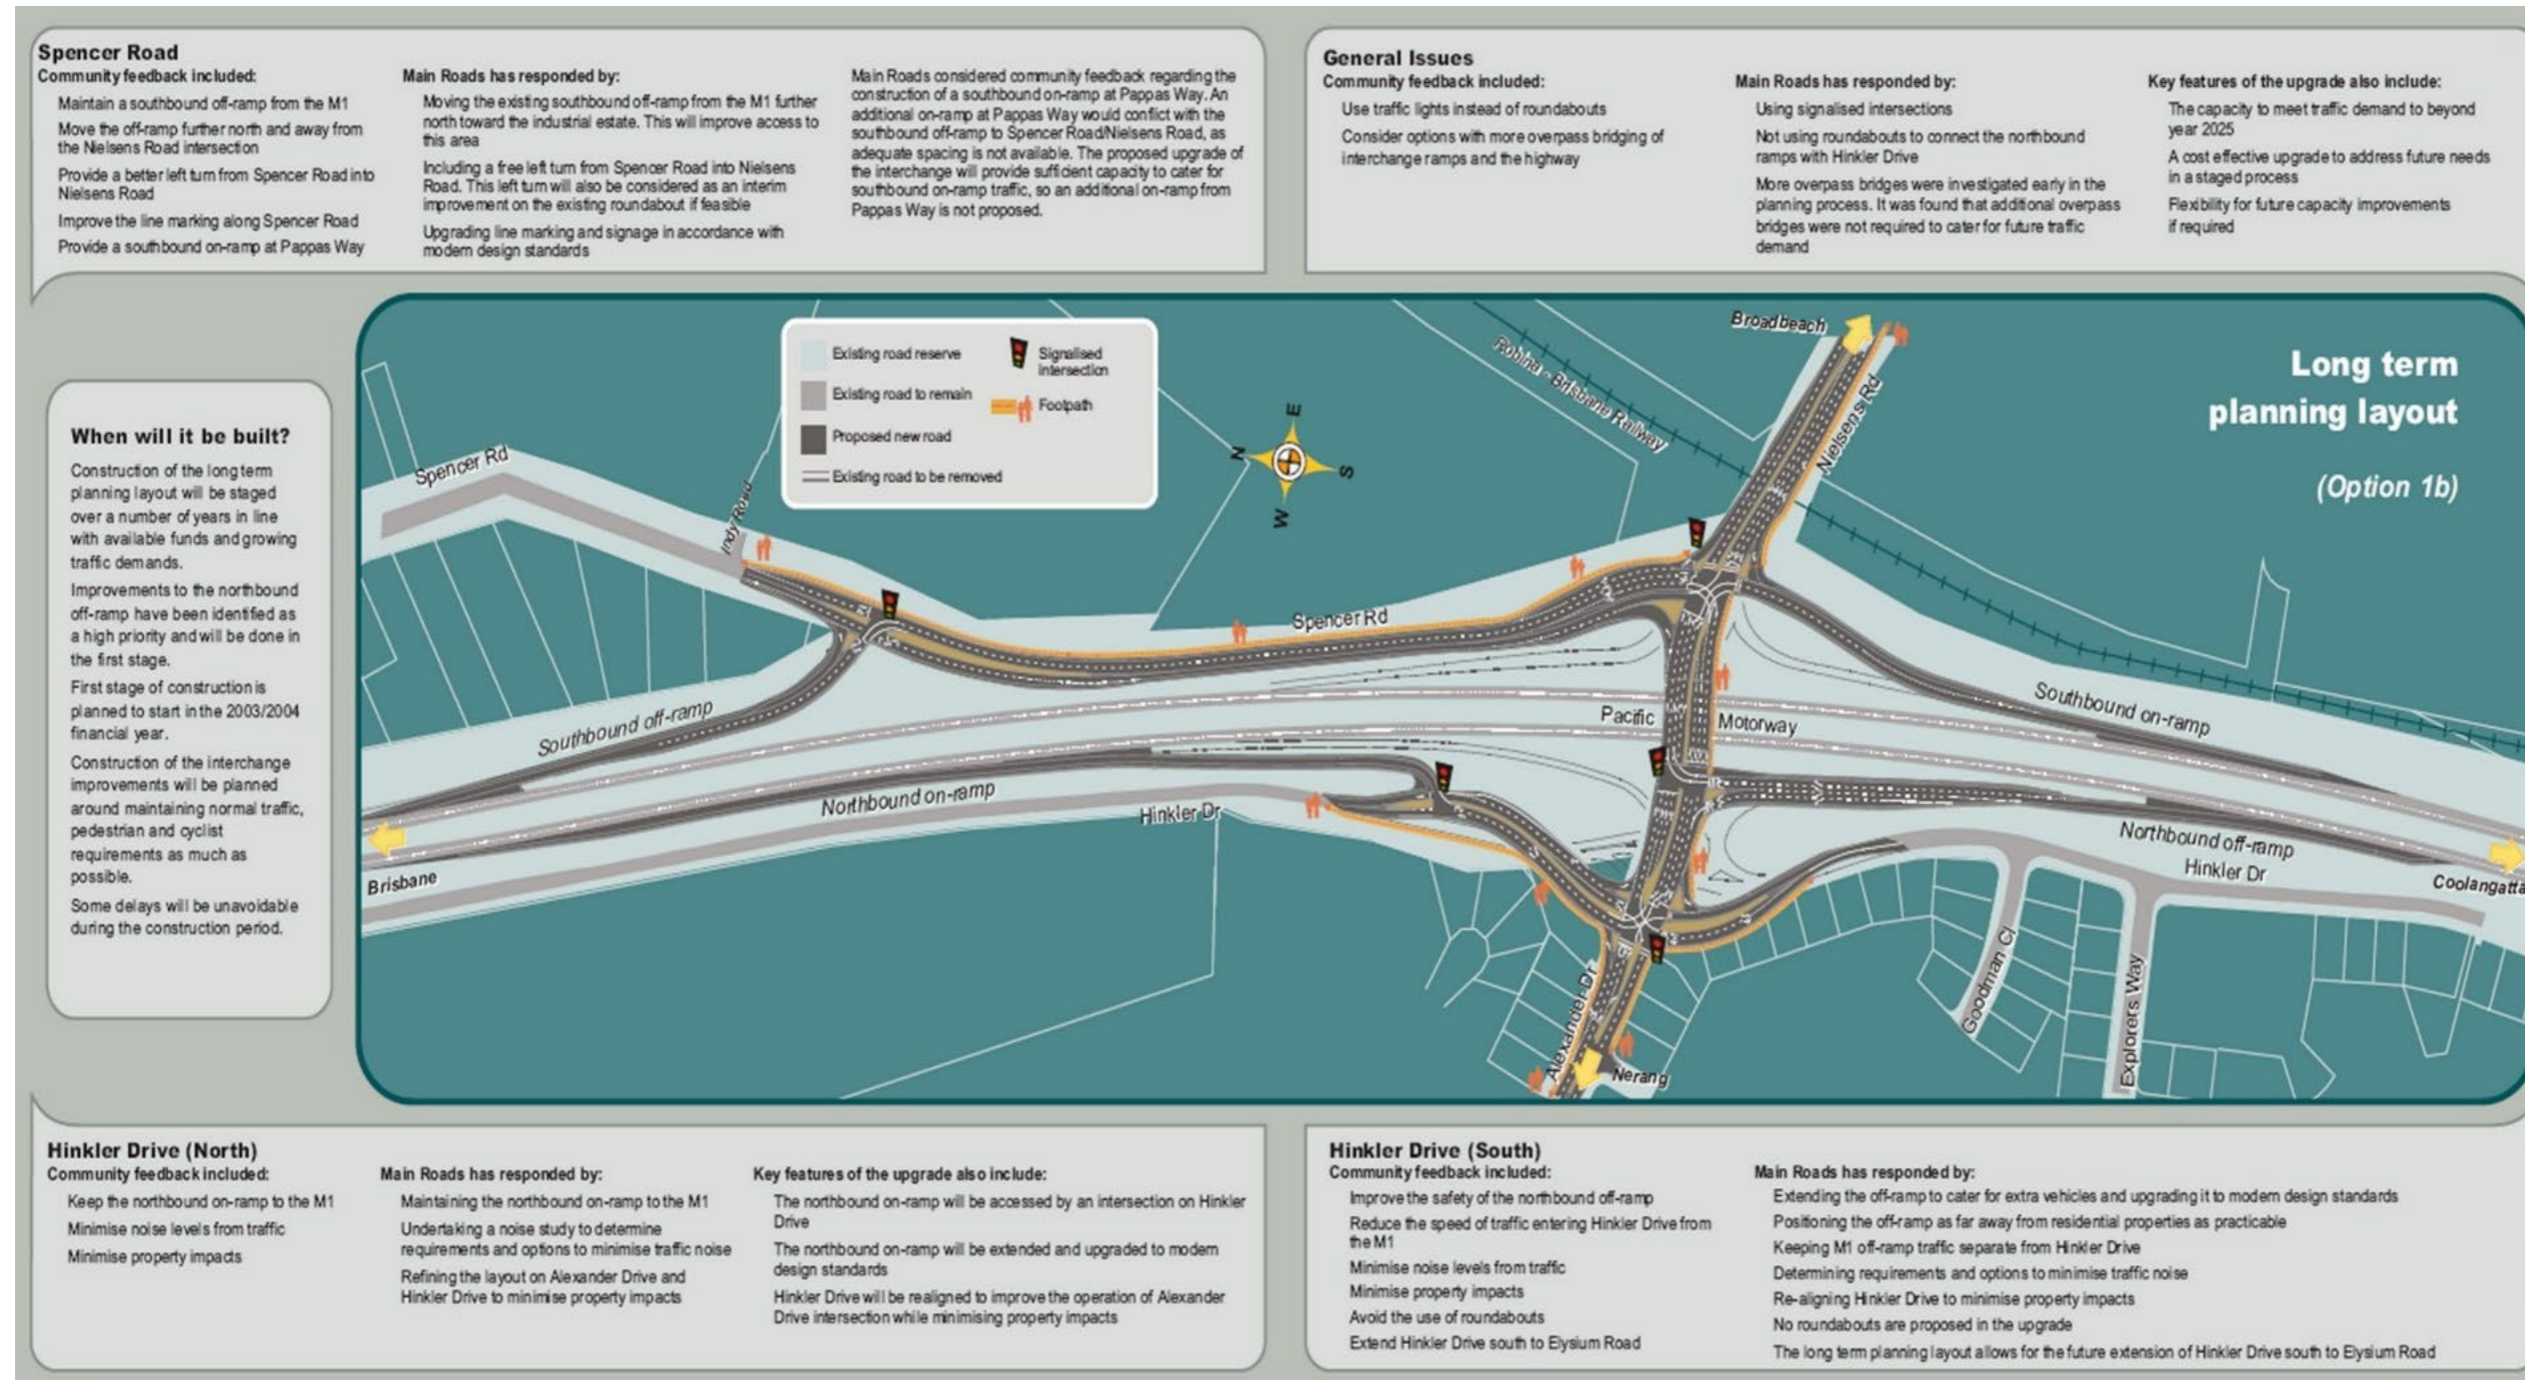 Spencer Road
Community feedback included:
Maintain a southbound off-ramp from the M1
Move the off-ramp further north and away from
the Nielsens Road intersection
Provide a better left turn from Spencer Road into
Nielsens Road
Improve the line marking along Spencer Road
Provide a southbound on-ramp at Pappas Way
Main Roads has responded by:
Moving the existing southbound off-ramp from the M1 further
north toward the industrial estate. This will improve access to
this area
Including a free left turn from Spencer Road into Nielsens
Road. This left turn will also be considered as an interim
improvement on the existing roundabout if feasible
Upgrading line marking and signage in accordance with
modern design standards
Main Roads considered community feedback regarding the
construction of a southbound on-ramp at Pappas Way. An
additional on-ramp at Pappas Way would conflict with the
southbound off-ramp to Spencer Road/Nielsens Road, as
adequate spacing is not available. The proposed upgrade of
the interchange will provide sufficient capacity to cater for
southbound on-ramp traffic, so an additional on-ramp from
Pappas Way is not proposed.
General Issues
Community feedback included:
Use traffic lights instead of roundabouts
Consider options with more overpass bridging of
interchange ramps and the highway
Main Roads has responded by:
Using signalised intersections
Not using roundabouts to connect the northbound
ramps with Hinkler Drive
More overpass bridges were investigated early in the
planning process. It was found that additional overpass
bridges were not required to cater for future traffic
demand
Key features of the upgrade also include:
The capacity to meet traffic demand to beyond
year 2025
A cost effective upgrade to address future needs
in a staged process
Flexibility for future capacity improvements
if required
When will it be built?
Construction of the long term
planning layout will be staged
over a number of years in line
with available funds and growing
traffic demands.
Improvements to the northbound
off-ramp have been identified as
a high priority and will be done in
the first stage.
First stage of construction is
planned to start in the 2003/2004
financial year.
Construction of the interchange
improvements will be planned
around maintaining normal traffic,
pedestrian and cyclist
requirements as much as
possible.
Some delays will be unavoidable
during the construction period.
Existing road reserve
Existing road to remain
Proposed new road
Existing road to be removed
Signalised
intersection
Footpath
N
E
S
W
Long term
planning layout
(Option 1b)
Broadbeach
Nielsens Rd
Robina - Brisbane Railway
Spencer Rd
Indy Road
Spencer Rd
Southbound off-ramp
Pacific
Motorway
Southbound on-ramp
Northbound on-ramp
Hinkler Dr
Northbound off-ramp
Hinkler Dr
Brisbane
Coolangatta
Goodman Cl
Explorers Way
Alexander Dr
Nerang
Hinkler Drive (North)
Community feedback included:
Keep the northbound on-ramp to the M1
Minimise noise levels from traffic
Minimise property impacts
Main Roads has responded by:
Maintaining the northbound on-ramp to the M1
Undertaking a noise study to determine
requirements and options to minimise traffic noise
Refining the layout on Alexander Drive and
Hinkler Drive to minimise property impacts
Key features of the upgrade also include:
The northbound on-ramp will be accessed by an intersection on Hinkler
Drive
The northbound on-ramp will be extended and upgraded to modern
design standards
Hinkler Drive will be realigned to improve the operation of Alexander
Drive intersection while minimising property impacts
Hinkler Drive (South)
Community feedback included:
Improve the safety of the northbound off-ramp
Reduce the speed of traffic entering Hinkler Drive from
the M1
Minimise noise levels from traffic
Minimise property impacts
Avoid the use of roundabouts
Extend Hinkler Drive south to Elysium Road
Main Roads has responded by:
Extending the off-ramp to cater for extra vehicles and upgrading it to modern design standards
Positioning the off-ramp as far away from residential properties as practicable
Keeping M1 off-ramp traffic separate from Hinkler Drive
Determining requirements and options to minimise traffic noise
Re-aligning Hinkler Drive to minimise property impacts
No roundabouts are proposed in the upgrade
The long term planning layout allows for the future extension of Hinkler Drive south to Elysium Road